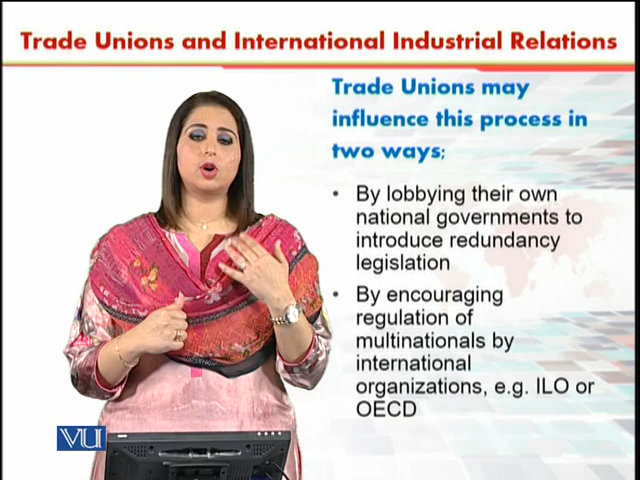 Trade Unions and International Industrial Relations
Trade Unions may
influence this process in
two ways;
• By lobbying their own
national governments to
introduce redundancy
legislation
• By encouraging
regulation of
multinationals by
international
organizations, e.g. ILO or
OECD
VU